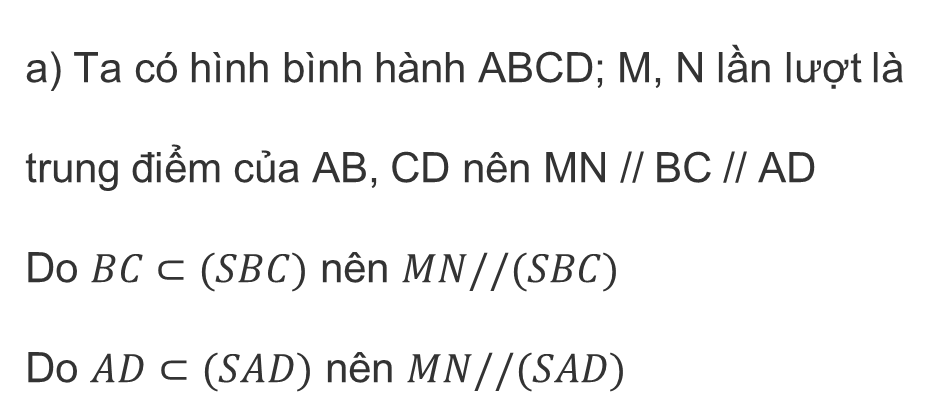 a) Ta có hình bình hành ABCD; M, N lần lượt là
trung điểm của AB, CD nên MN // BC // AD
Do BC ⊂ (SBC) nên MN//(SBC)
Do AD ⊂ (SAD) nên MN//(SAD)